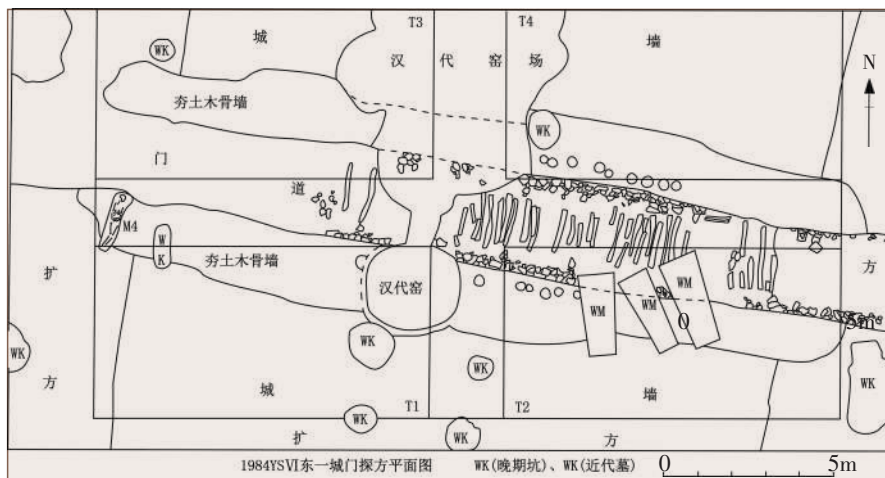 T3
T4
城
WK
汉 代 窑 场
墙
N
夯土木骨墙
WK
门
道
M4
WK
夯土木骨墙
汉代窑
WM
WM
WM
0
5m
扩
方
方
WK
WK
WK
WK
城
T1
T2
墙
WK
WK
扩
方
1984YSⅥ东一城门探方平面图 WK(晚期坑)、WK(近代墓)
0
5m